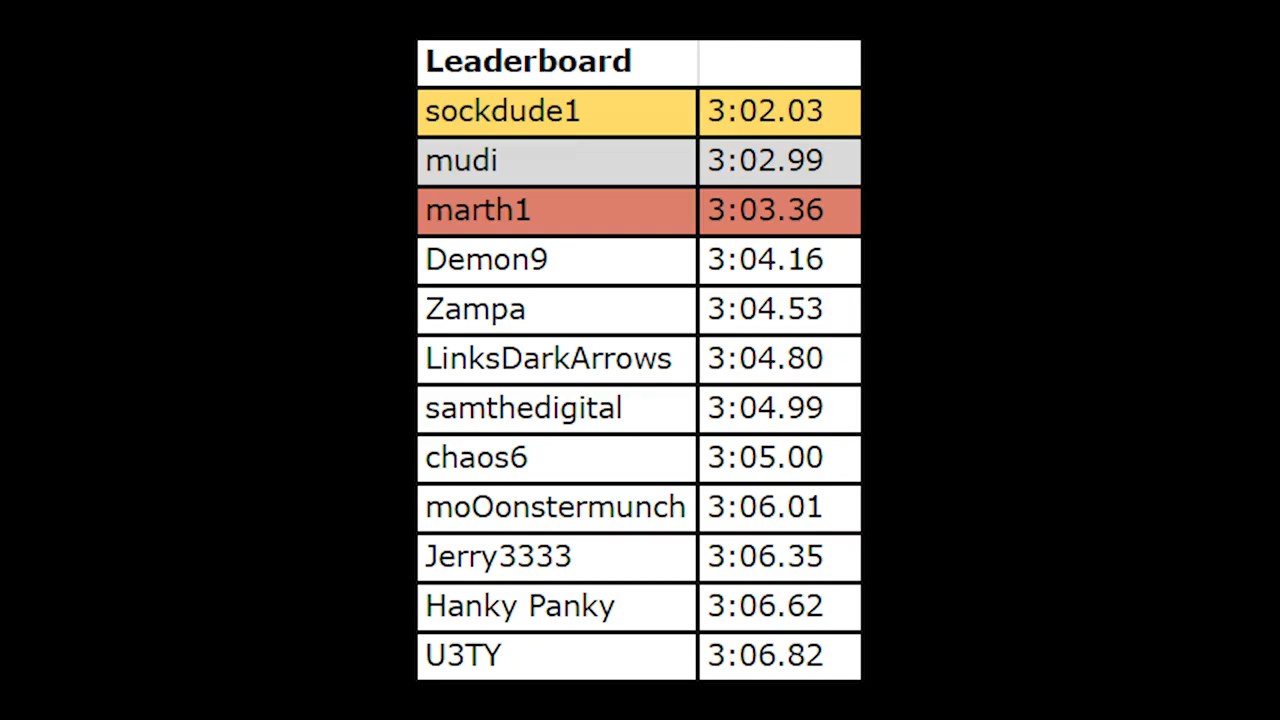 Leaderboard
sockdude1 3:02.03
mudi 3:02.99
marth1 3:03.36
Demon9 3:04.16
Zampa 3:04.53
LinksDarkArrows 3:04.80
samthedigital 3:04.99
chaos6 3:05.00
moOonstermunch 3:06.01
Jerry3333 3:06.35
Hanky Panky 3:06.62
U3TY 3:06.82